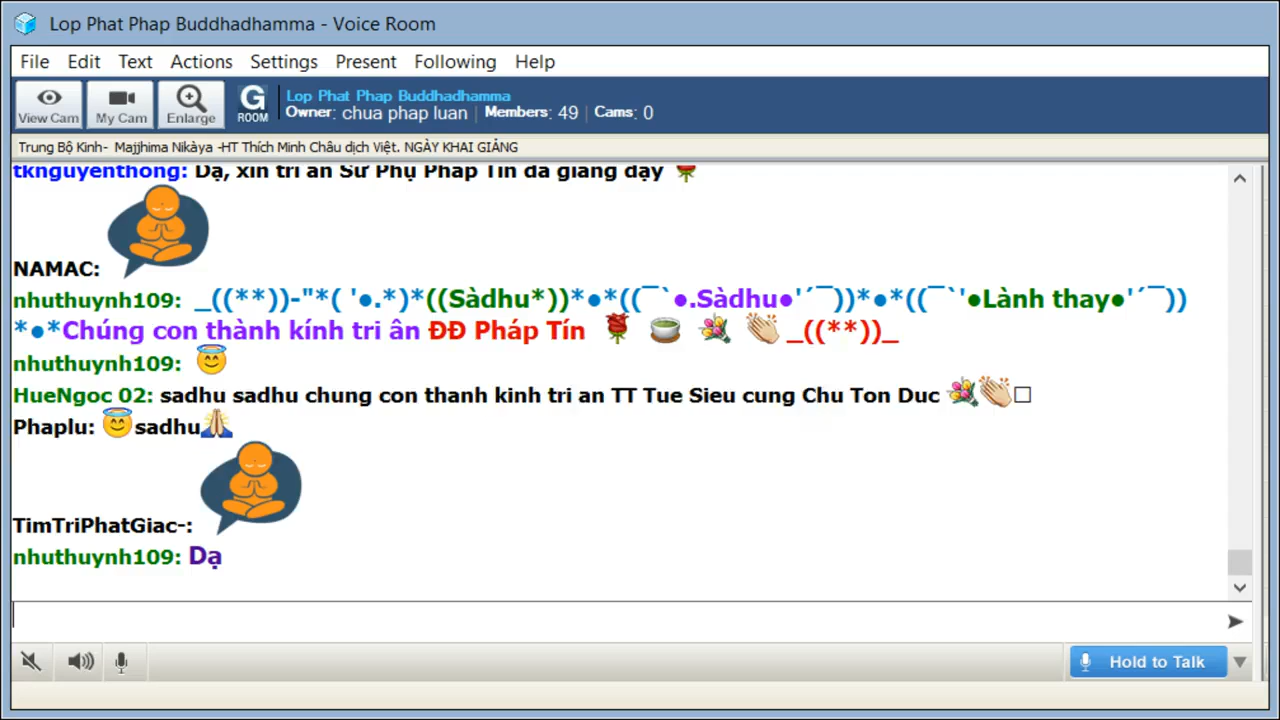 Lop Phat Phap Buddhadhamma - Voice Room
File Edit Text Actions Settings Present Following Help
View Cam My Cam Enlarge G ROOM Lop Phat Phap Buddhadhamma
Owner: chua phap luan | Members: 49 | Cams: 0
Trung Bộ Kinh- Majjhima Nikàya -HT Thích Minh Châu dịch Việt. NGÀY KHAI GIẢNG
tknguyenthong: Dạ, xin tri ân Sư Phụ Pháp Tín đã giảng dạy 🌹
NAMAC:
nhuthuynh109: _((**))-"*( '●.*)*((Sàdhu*))*●*((¯`●.Sàdhu●'´¯))*●*((¯`'●Lành thay●'´¯))
*●*Chúng con thành kính tri ân ĐĐ Pháp Tín 🌹 🍵 💐 👏 _((**))_
nhuthuynh109: 😇
HueNgoc 02: sadhu sadhu chung con thanh kinh tri an TT Tue Sieu cung Chu Ton Duc 💐👏□
Phaplu: 😇sadhu🙏
TimTriPhatGiac-:
nhuthuynh109: Dạ
Hold to Talk